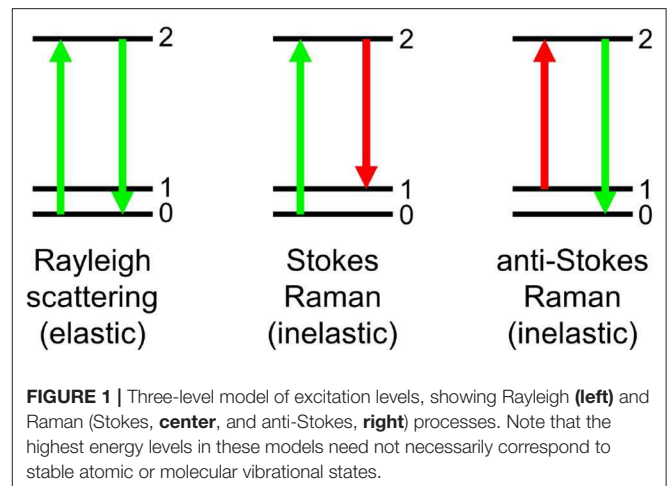 2
1
0
Rayleigh
scattering
(elastic)
2
1
0
Stokes
Raman
(inelastic)
2
1
0
anti-Stokes
Raman
(inelastic)
FIGURE 1 | Three-level model of excitation levels, showing Rayleigh (left) and
Raman (Stokes, center, and anti-Stokes, right) processes. Note that the
highest energy levels in these models need not necessarily correspond to
stable atomic or molecular vibrational states.